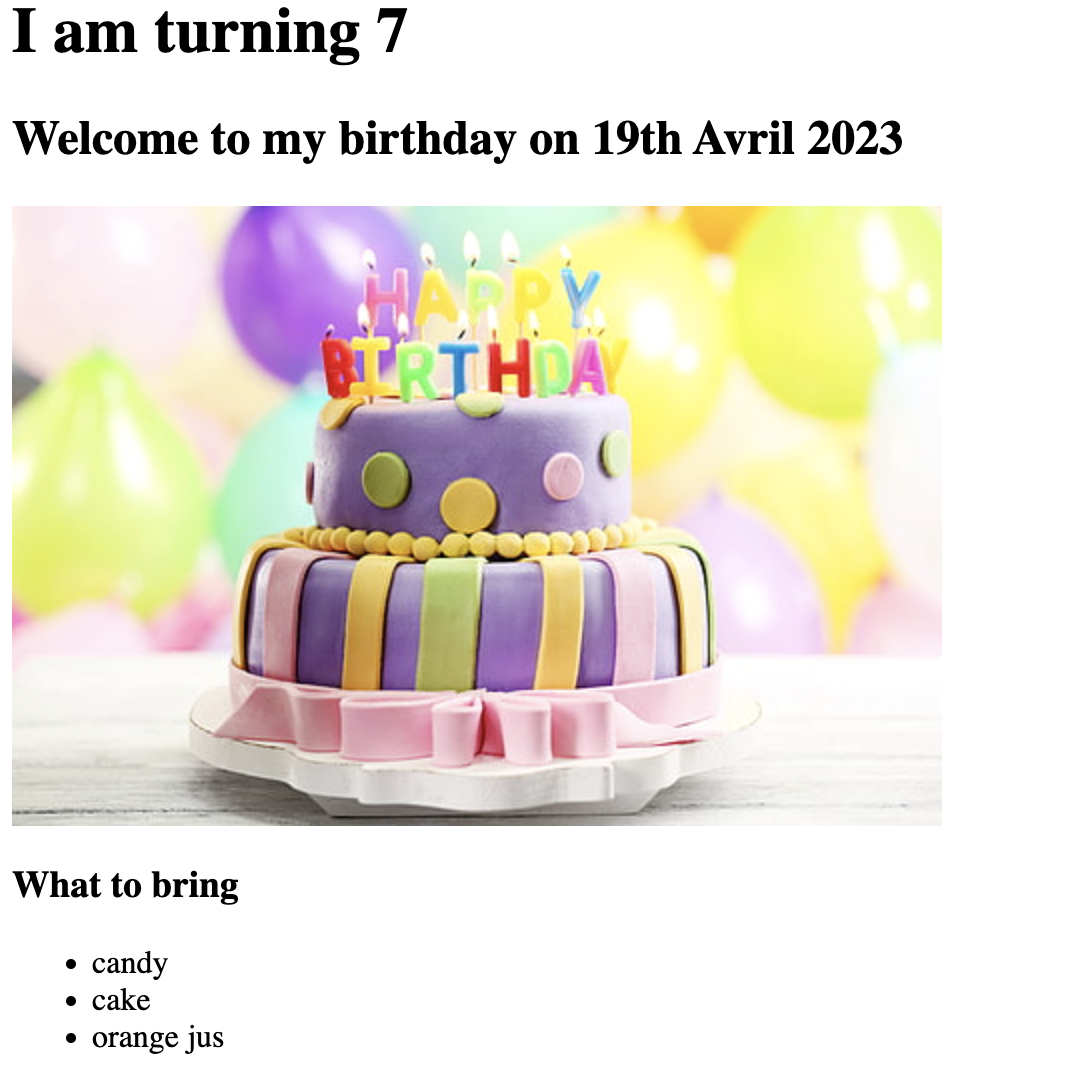 I am turning 7
Welcome to my birthday on 19th Avril 2023
HAPPY
BIRTHDAY
What to bring
candy
cake
orange jus